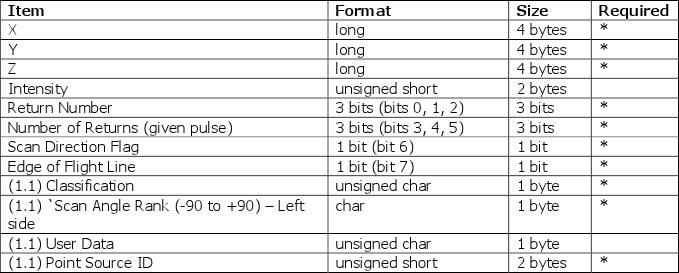 Item Format Size Required
X long 4 bytes *
Y long 4 bytes *
Z long 4 bytes *
Intensity unsigned short 2 bytes
Return Number 3 bits (bits 0, 1, 2) 3 bits *
Number of Returns (given pulse) 3 bits (bits 3, 4, 5) 3 bits *
Scan Direction Flag 1 bit (bit 6) 1 bit *
Edge of Flight Line 1 bit (bit 7) 1 bit *
(1.1) Classification unsigned char 1 byte *
(1.1) `Scan Angle Rank (-90 to +90) – Left char 1 byte *
side
(1.1) User Data unsigned char 1 byte
(1.1) Point Source ID unsigned short 2 bytes *